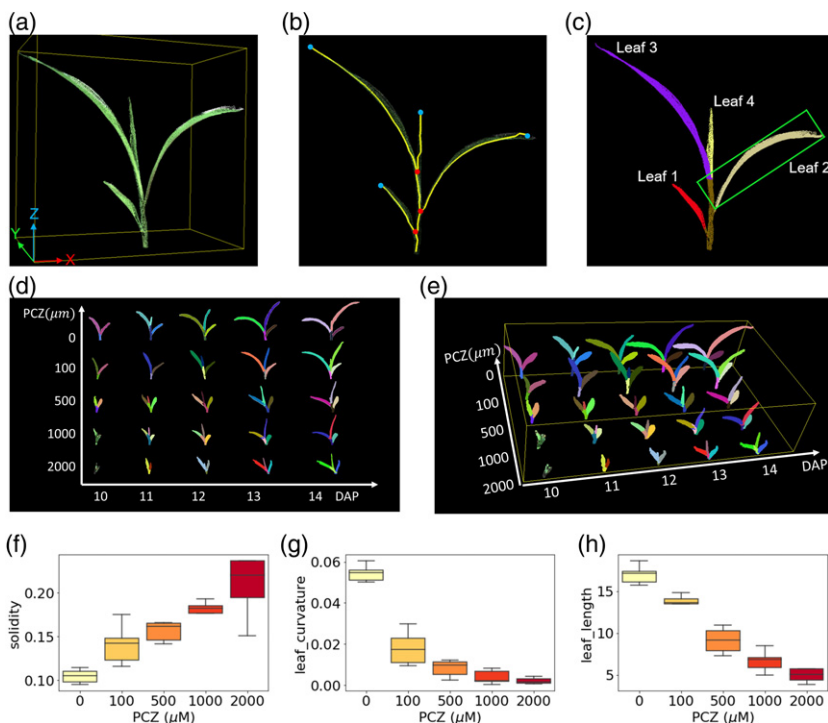 (a)
(b)
(c)
Z
Y
X
Leaf 3
Leaf 4
Leaf 1
Leaf 2
(d)
PCZ(μm)
0
100
500
1000
2000
10 11 12 13 14 DAP
(e)
PCZ(μm)
0
100
500
1000
2000
10 11 12 13 14 DAP
(f)
solidity
0.20
0.15
0.10
0 100 500 1000 2000
PCZ (μM)
(g)
leaf_curvature
0.06
0.04
0.02
0.00
0 100 500 1000 2000
PCZ (μM)
(h)
leaf_length
15
10
5
0 100 500 1000 2000
PCZ (μM)